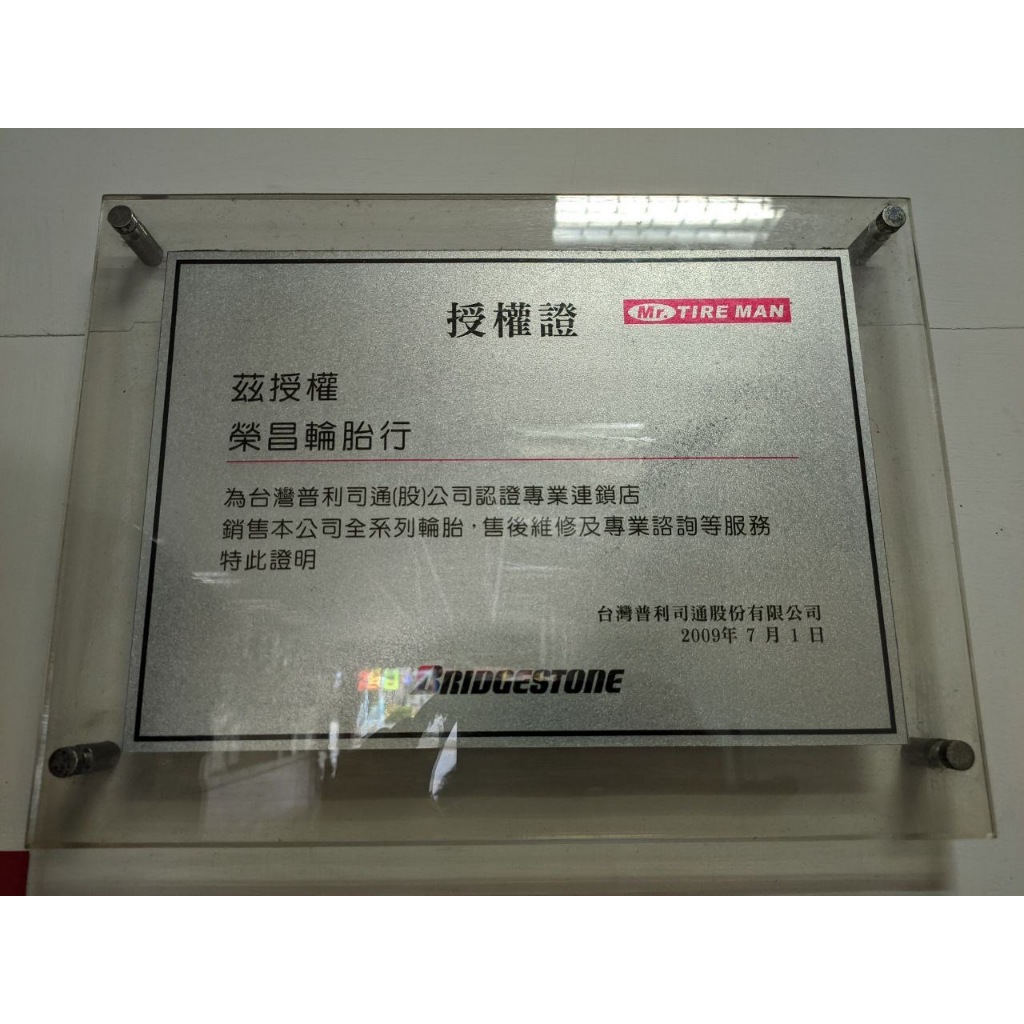 授權證
Mr. TIRE MAN
茲授權
榮昌輪胎行
為台灣普利司通(股)公司認證專業連鎖店
銷售本公司全系列輪胎，售後維修及專業諮詢等服務
特此證明
台灣普利司通股份有限公司
2009年 7 月 1 日
BRIDGESTONE